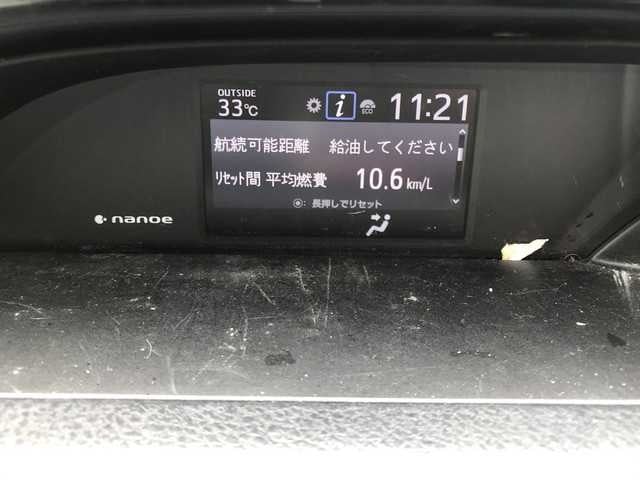 OUTSIDE
33℃ i ECO 11:21
航続可能距離 給油してください
ﾘｾｯﾄ間 平均燃費 10.6 km/L
◉: 長押しでリセット
nanoe